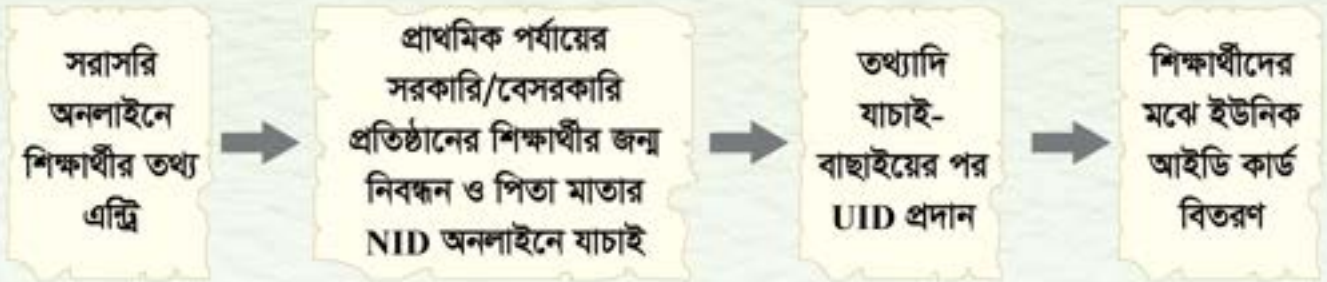 সরাসরি
অনলাইনে
শিক্ষার্থীর তথ্য
এন্ট্রি
প্রাথমিক পর্যায়ের
সরকারি/বেসরকারি
প্রতিষ্ঠানের শিক্ষার্থীর জন্ম
নিবন্ধন ও পিতা মাতার
NID অনলাইনে যাচাই
তথ্যাদি
যাচাই-
বাছাইয়ের পর
UID প্রদান
শিক্ষার্থীদের
মঝে ইউনিক
আইডি কার্ড
বিতরণ